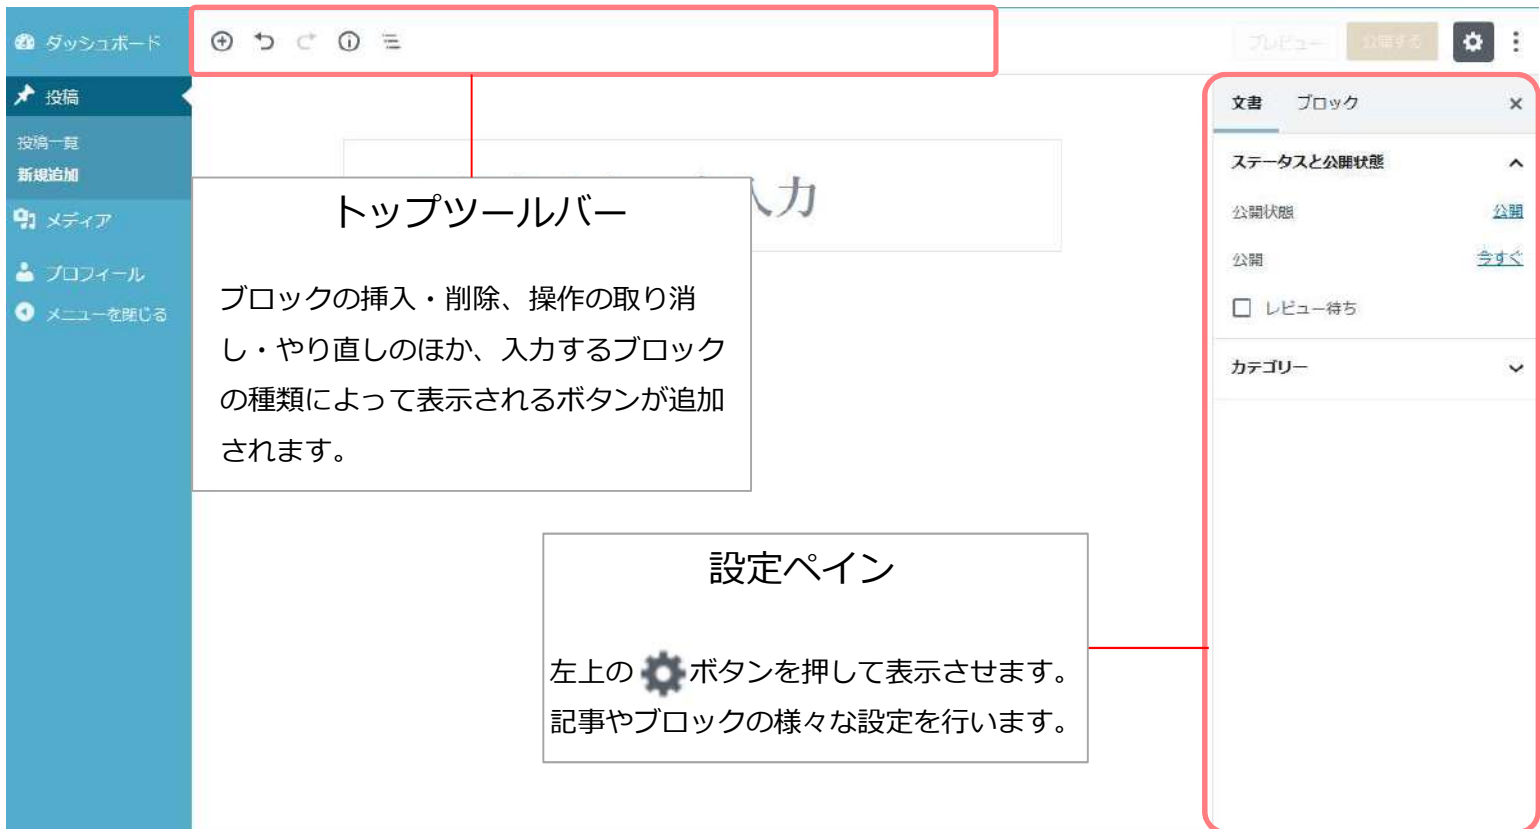 ダッシュボード
プレビュー
公開する
投稿
投稿一覧
新規追加
メディア
プロフィール
メニューを閉じる
入力
トップツールバー
ブロックの挿入・削除、操作の取り消
し・やり直しのほか、入力するブロック
の種類によって表示されるボタンが追加
されます。
設定ペイン
左上の ボタンを押して表示させます。
記事やブロックの様々な設定を行います。
文書 ブロック ×
ステータスと公開状態
公開状態 公開
公開 今すぐ
レビュー待ち
カテゴリー